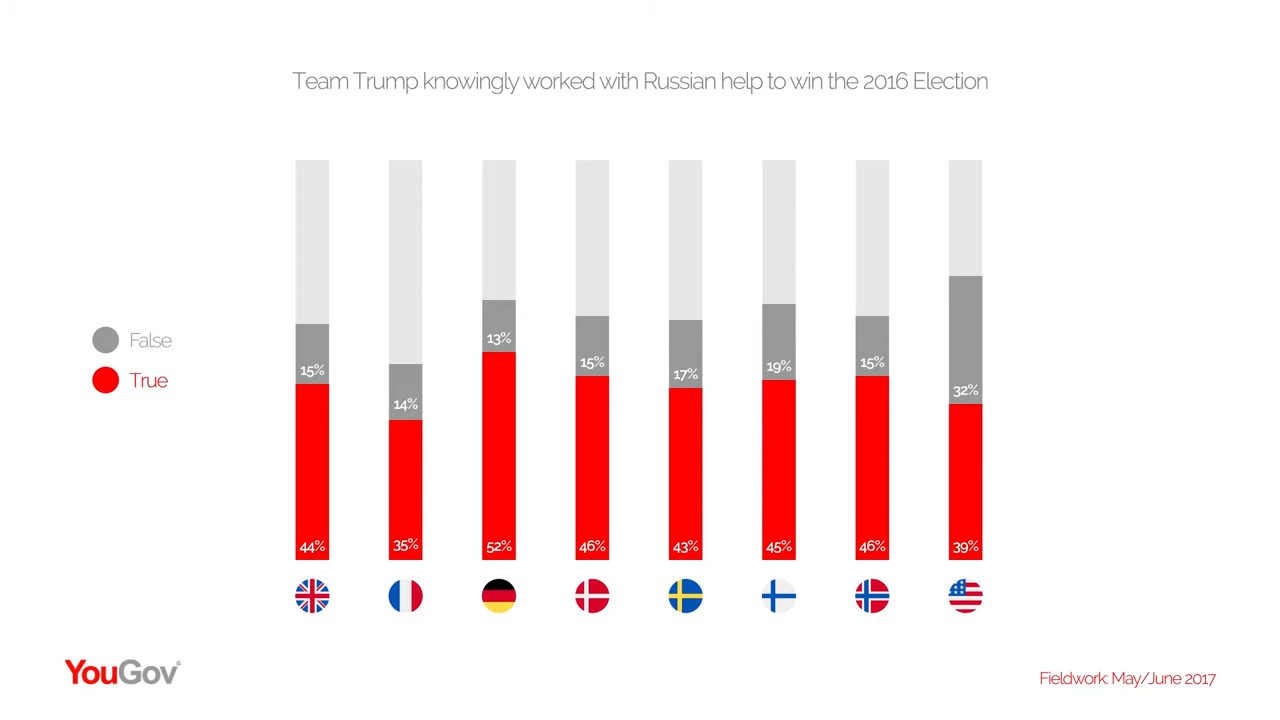 Team Trump knowingly worked with Russian help to win the 2016 Election
False
True
15% 14% 13% 15% 17% 19% 15% 32%
44% 35% 52% 46% 43% 45% 46% 39%
YouGov®
Fieldwork: May/June 2017